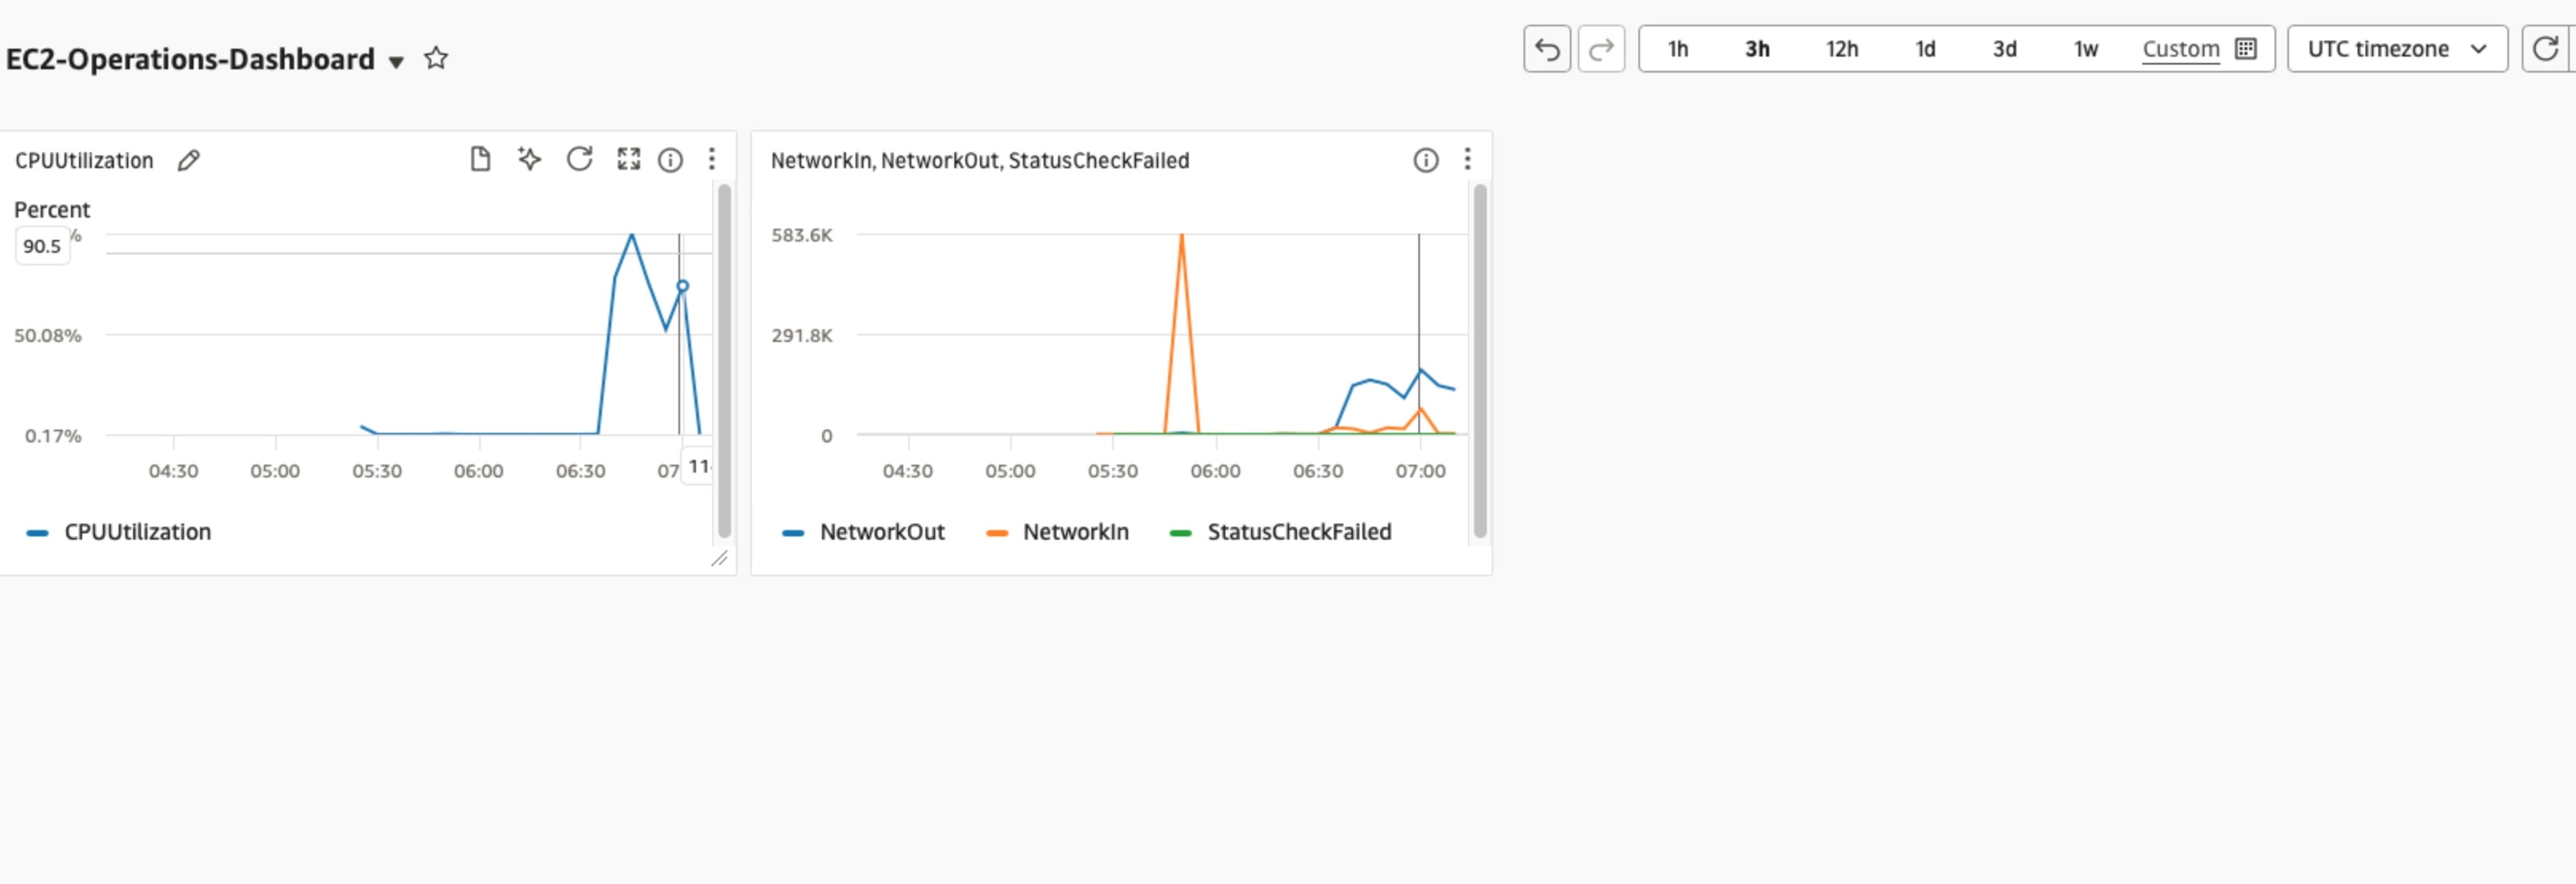 EC2-Operations-Dashboard
1h 3h 12h 1d 3d 1w Custom UTC timezone
CPUUtilization
Percent
90.5
%
50.08%
0.17%
04:30 05:00 05:30 06:00 06:30 07
11
CPUUtilization
NetworkIn, NetworkOut, StatusCheckFailed
583.6K
291.8K
0
04:30 05:00 05:30 06:00 06:30 07:00
NetworkOut NetworkIn StatusCheckFailed